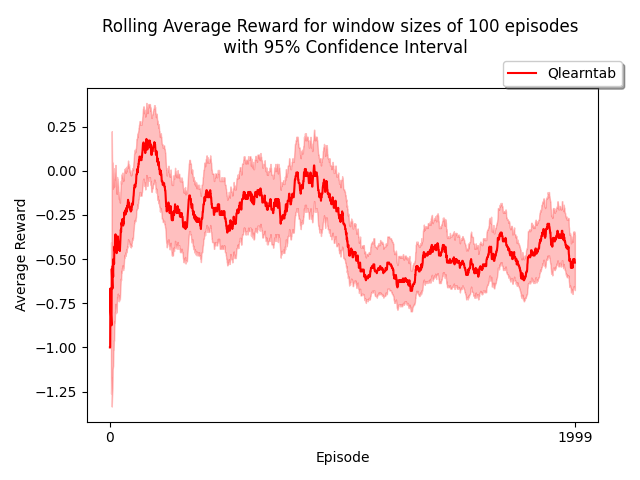 Rolling Average Reward for window sizes of 100 episodes
with 95% Confidence Interval
Qlearntab
Average Reward
0.25
0.00
−0.25
−0.50
−0.75
−1.00
−1.25
0
1999
Episode